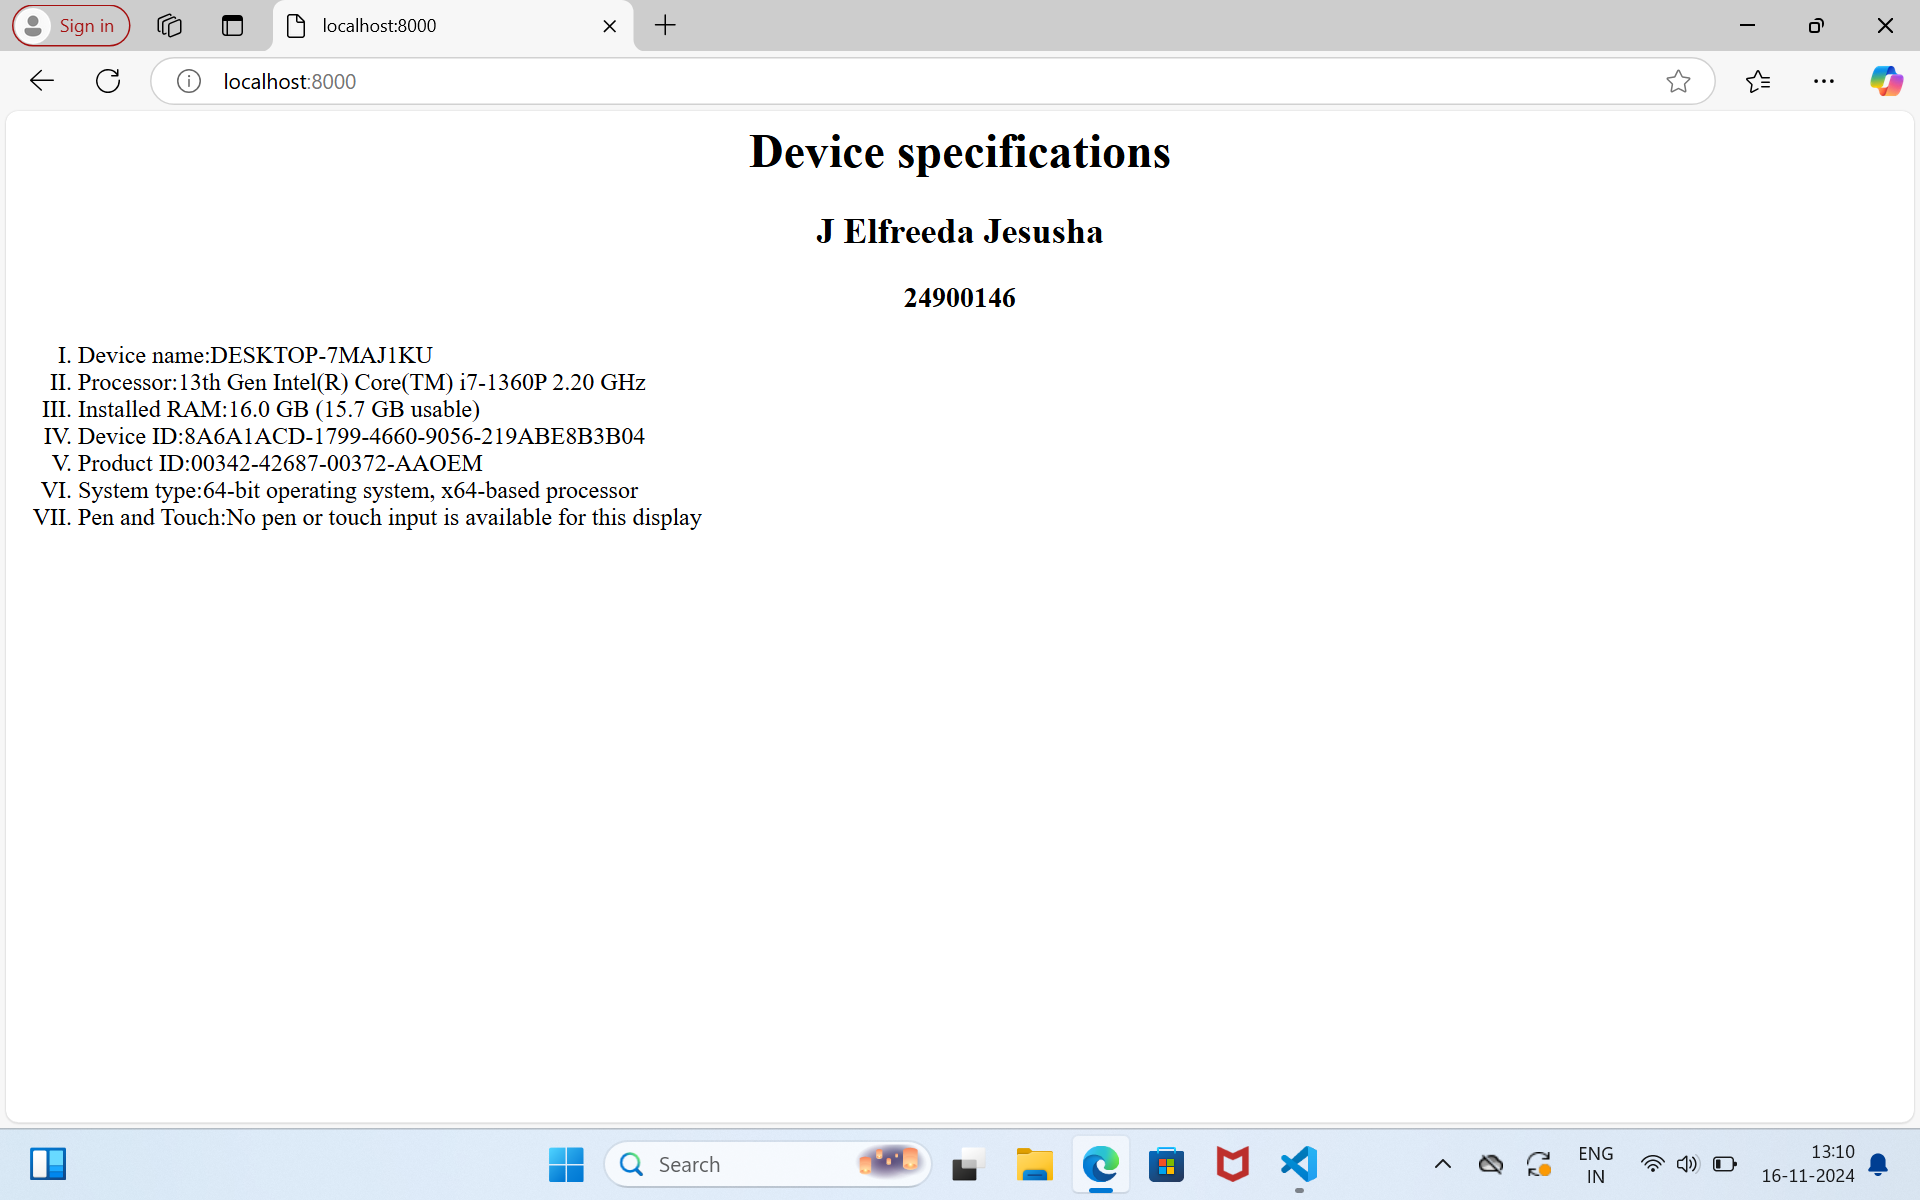 Sign in
localhost:8000
localhost:8000
Device specifications
J Elfreeda Jesusha
24900146
I. Device name:DESKTOP-7MAJ1KU
II. Processor:13th Gen Intel(R) Core(TM) i7-1360P 2.20 GHz
III. Installed RAM:16.0 GB (15.7 GB usable)
IV. Device ID:8A6A1ACD-1799-4660-9056-219ABE8B3B04
V. Product ID:00342-42687-00372-AAOEM
VI. System type:64-bit operating system, x64-based processor
VII. Pen and Touch:No pen or touch input is available for this display
Search
ENG
IN
13:10
16-11-2024